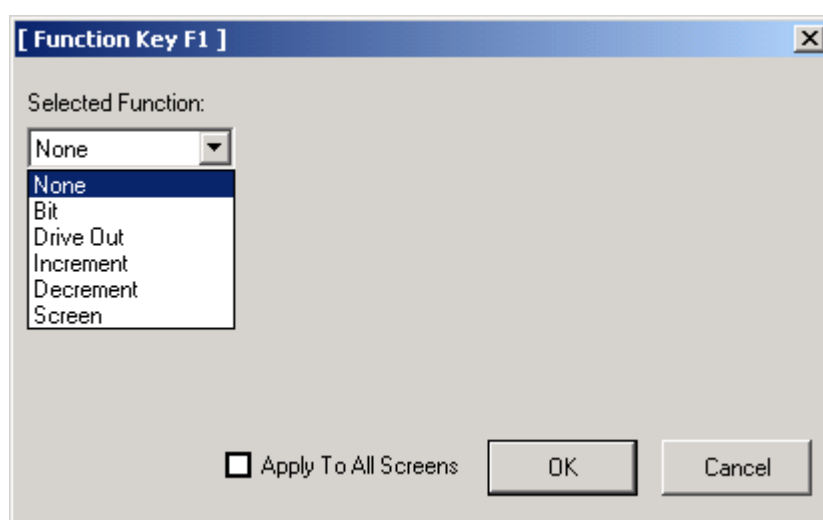 [ Function Key F1 ]
Selected Function:
None
None
Bit
Drive Out
Increment
Decrement
Screen
Apply To All Screens
OK
Cancel